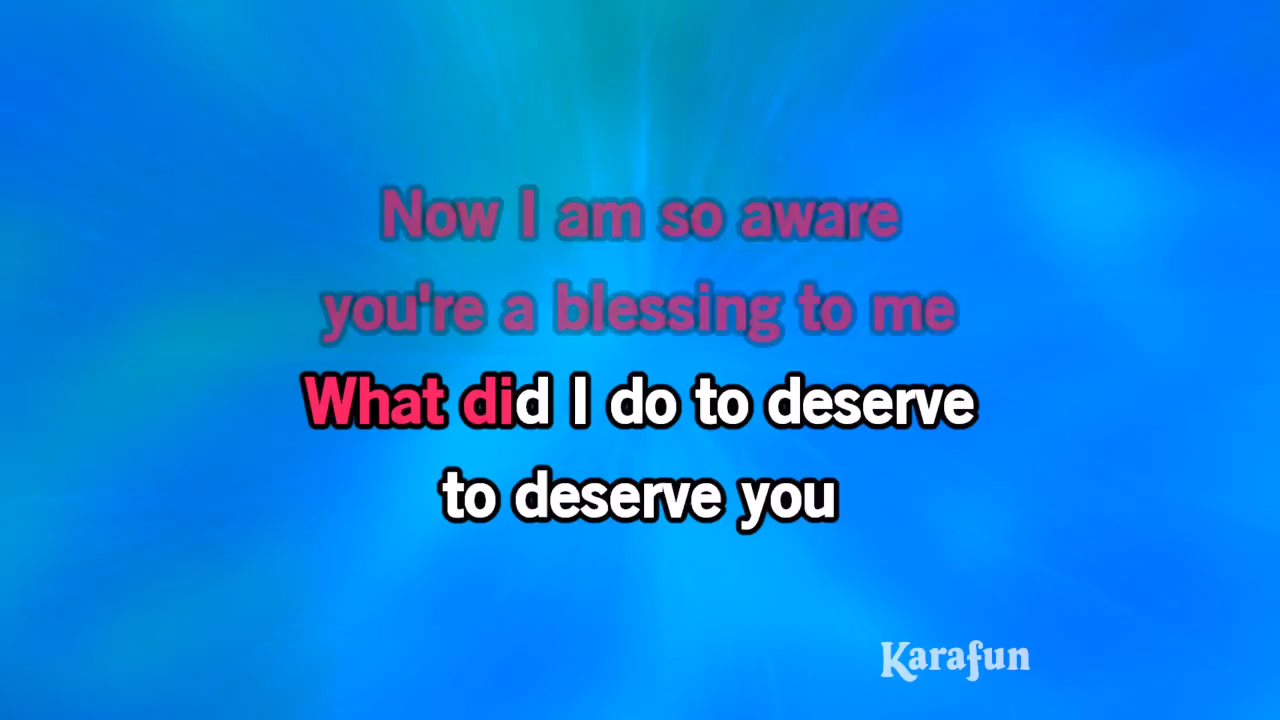 Now I am so aware
you're a blessing to me
What did I do to deserve
to deserve you
Karafun